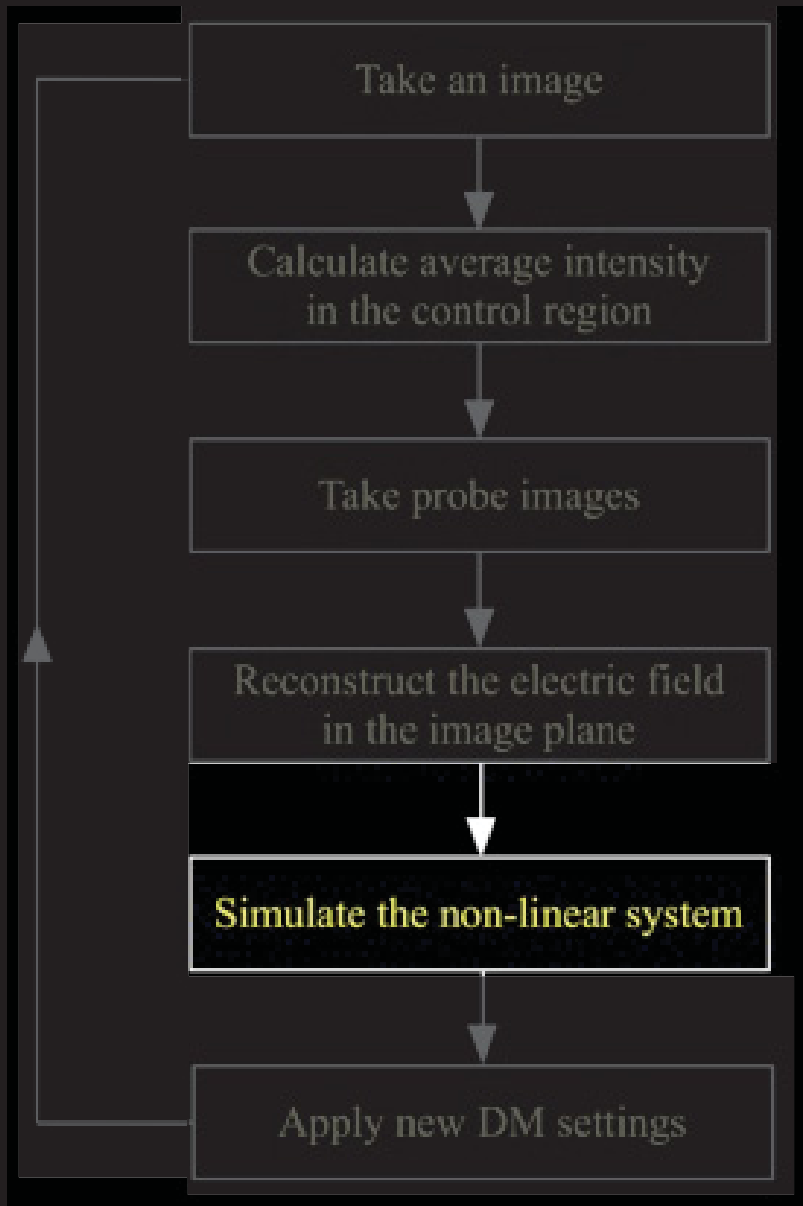 Take an image
Calculate average intensity
in the control region
Take probe images
Reconstruct the electric field
in the image plane
Simulate the non-linear system
Apply new DM settings